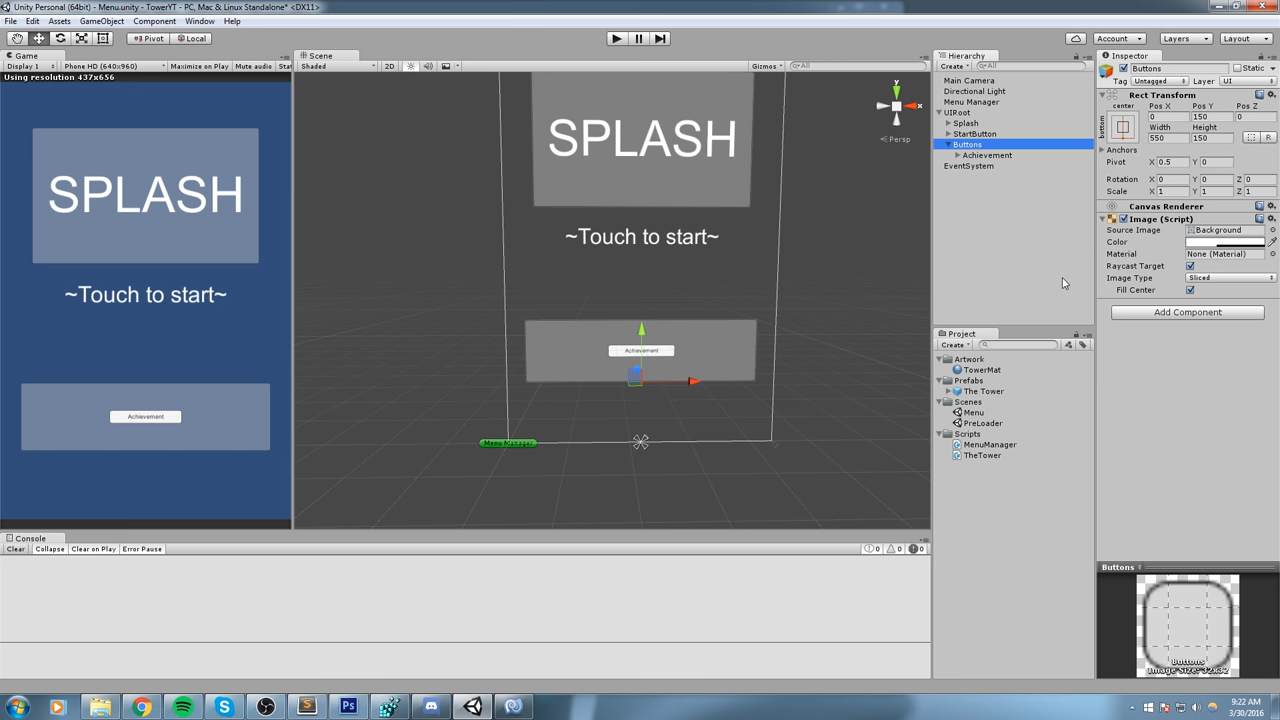 Unity Personal (64bit) - Menu.unity - TowerYT - PC, Mac & Linux Standalone* <DX11>
File Edit Assets GameObject Component Window Help
Pivot Local Account Layers Layout
Game
Display 1 Phone HD (640x960) Maximize on Play Mute audio Stat
Using resolution 437x656
SPLASH
~Touch to start~
Achievement
Scene
Shaded 2D Gizmos All
y
x
Persp
SPLASH
~Touch to start~
Achievement
Menu Manager
Hierarchy
Create All
Main Camera
Directional Light
Menu Manager
UIRoot
Splash
StartButton
Buttons
Achievement
EventSystem
Project
Create
Artwork
TowerMat
Prefabs
The Tower
Scenes
Menu
PreLoader
Scripts
MenuManager
TheTower
Inspector
Buttons Static
Tag Untagged Layer UI
Rect Transform
center Pos X Pos Y Pos Z
bottom 0 150 0
Width Height
550 150 R
Anchors
Pivot X 0.5 Y 0
Rotation X 0 Y 0 Z 0
Scale X 1 Y 1 Z 1
Canvas Renderer
Image (Script)
Source Image Background
Color
Material None (Material)
Raycast Target
Image Type Sliced
Fill Center
Add Component
Buttons
Buttons
Image Size: 32x32
Console
Clear Collapse Clear on Play Error Pause 0 0 0
9:22 AM
3/30/2016